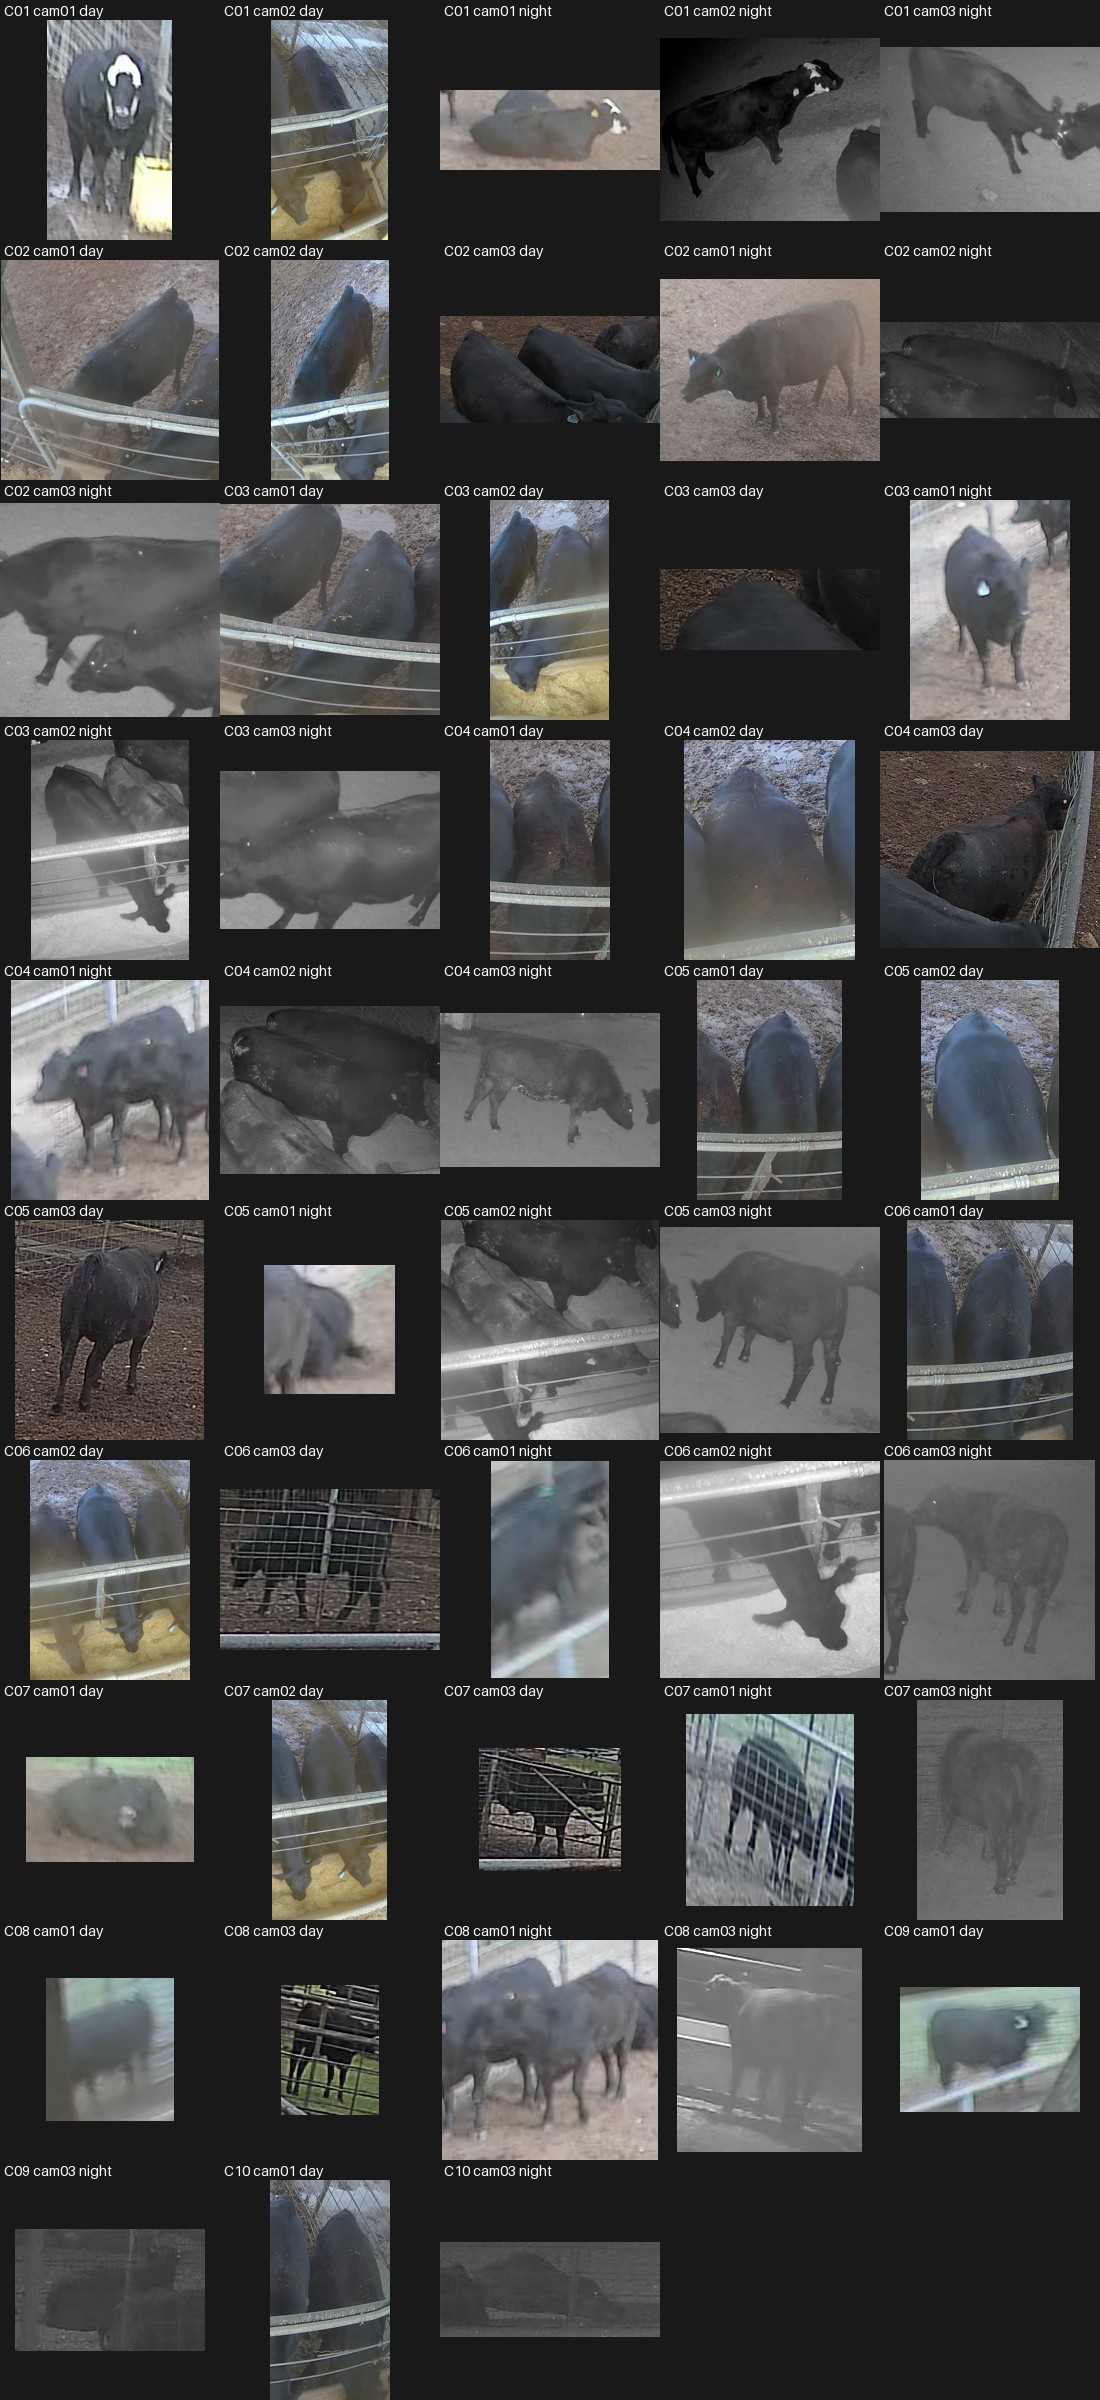 C01 cam01 day
C01 cam02 day
C01 cam01 night
C01 cam02 night
C01 cam03 night
C02 cam01 day
C02 cam02 day
C02 cam03 day
C02 cam01 night
C02 cam02 night
C02 cam03 night
C03 cam01 day
C03 cam02 day
C03 cam03 day
C03 cam01 night
C03 cam02 night
C03 cam03 night
C04 cam01 day
C04 cam02 day
C04 cam03 day
C04 cam01 night
C04 cam02 night
C04 cam03 night
C05 cam01 day
C05 cam02 day
C05 cam03 day
C05 cam01 night
C05 cam02 night
C05 cam03 night
C06 cam01 day
C06 cam02 day
C06 cam03 day
C06 cam01 night
C06 cam02 night
C06 cam03 night
C07 cam01 day
C07 cam02 day
C07 cam03 day
C07 cam01 night
C07 cam03 night
C08 cam01 day
C08 cam03 day
C08 cam01 night
C08 cam03 night
C09 cam01 day
C09 cam03 night
C10 cam01 day
C10 cam03 night